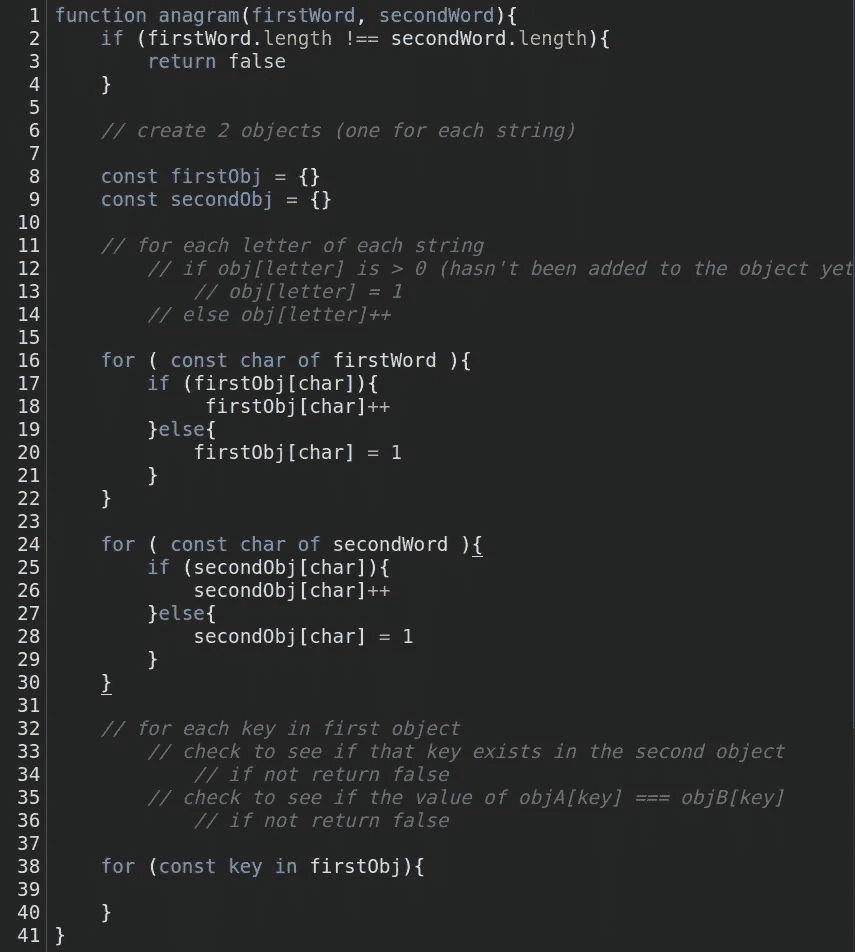 1 function anagram(firstWord, secondWord){
2     if (firstWord.length !== secondWord.length){
3         return false
4     }
5
6     // create 2 objects (one for each string)
7
8     const firstObj = {}
9     const secondObj = {}
10
11     // for each letter of each string
12         // if obj[letter] is > 0 (hasn't been added to the object yet
13             // obj[letter] = 1
14         // else obj[letter]++
15
16     for ( const char of firstWord ){
17         if (firstObj[char]){
18              firstObj[char]++
19         }else{
20             firstObj[char] = 1
21         }
22     }
23
24     for ( const char of secondWord ){
25         if (secondObj[char]){
26             secondObj[char]++
27         }else{
28             secondObj[char] = 1
29         }
30     }
31
32     // for each key in first object
33         // check to see if that key exists in the second object
34             // if not return false
35         // check to see if the value of objA[key] === objB[key]
36             // if not return false
37
38     for (const key in firstObj){
39
40     }
41 }